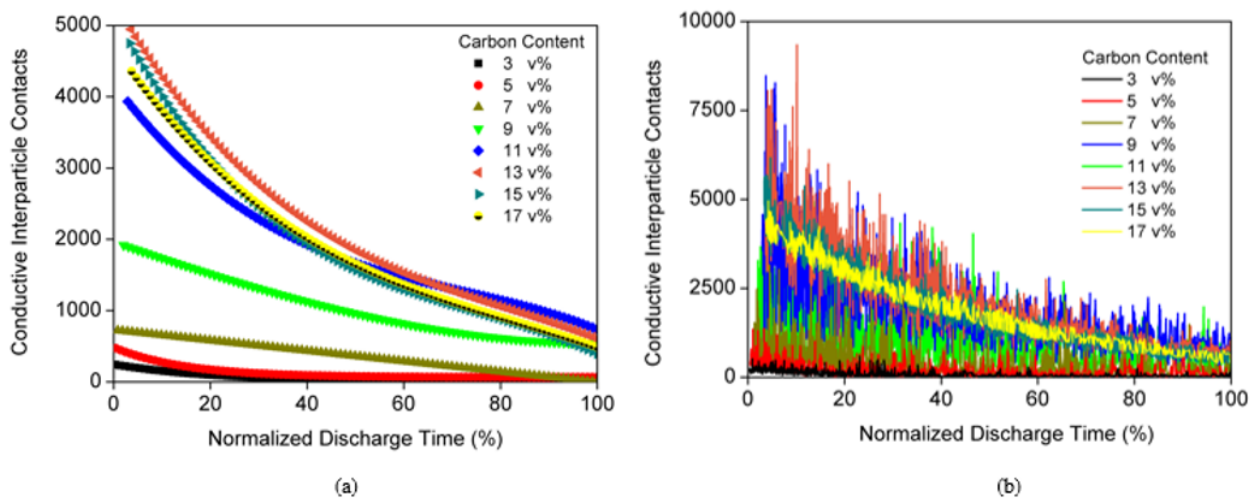 5000
4000
3000
2000
1000
0
0 20 40 60 80 100
Conductive Interparticle Contacts
Normalized Discharge Time (%)
Carbon Content
3 v%
5 v%
7 v%
9 v%
11 v%
13 v%
15 v%
17 v%
(a)
10000
7500
5000
2500
0
0 20 40 60 80 100
Conductive Interparticle Contacts
Normalized Discharge Time (%)
Carbon Content
3 v%
5 v%
7 v%
9 v%
11 v%
13 v%
15 v%
17 v%
(b)